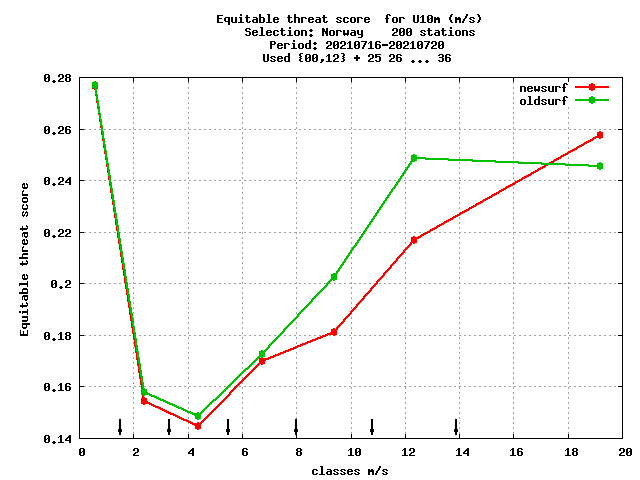 Equitable threat score  for U10m (m/s)
Selection: Norway    200 stations
Period: 20210716-20210720
Used {00,12} + 25 26 ... 36
0.28
0.26
0.24
0.22
0.2
0.18
0.16
0.14
Equitable threat score
newsurf
oldsurf
0 2 4 6 8 10 12 14 16 18 20
classes m/s